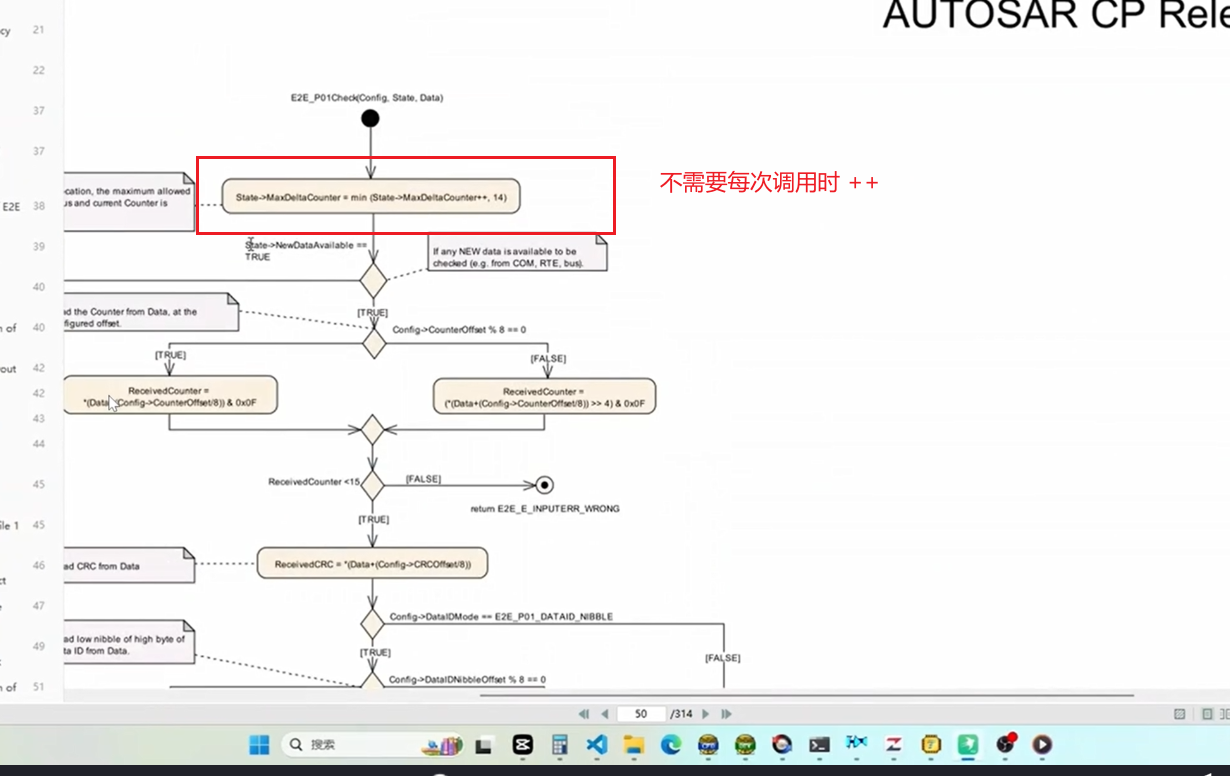 AUTOSAR CP Rele
cy 21
22
37
37
E2E 38
39
40
n of 40
out 42
42
43
44
45
ile 1 45
ct 46
47
49
n of 51
E2E_P01Check(Config, State, Data)
cation, the maximum allowed
us and current Counter is
State->MaxDeltaCounter = min (State->MaxDeltaCounter++, 14)
不需要每次调用时 ++
State->NewDataAvailable ==
TRUE
If any NEW data is available to be
checked (e.g. from COM, RTE, bus).
[TRUE]
d the Counter from Data, at the
figured offset.
Config->CounterOffset % 8 == 0
[TRUE]
[FALSE]
ReceivedCounter =
*(Data+(Config->CounterOffset/8)) & 0x0F
ReceivedCounter =
(*(Data+(Config->CounterOffset/8)) >> 4) & 0x0F
ReceivedCounter <15
[FALSE]
return E2E_E_INPUTERR_WRONG
[TRUE]
ad CRC from Data
ReceivedCRC = *(Data+(Config->CRCOffset/8))
Config->DataIDMode == E2E_P01_DATAID_NIBBLE
ad low nibble of high byte of
ta ID from Data.
[TRUE]
[FALSE]
Config->DataIDNibbleOffset % 8 == 0
50 /314
搜索